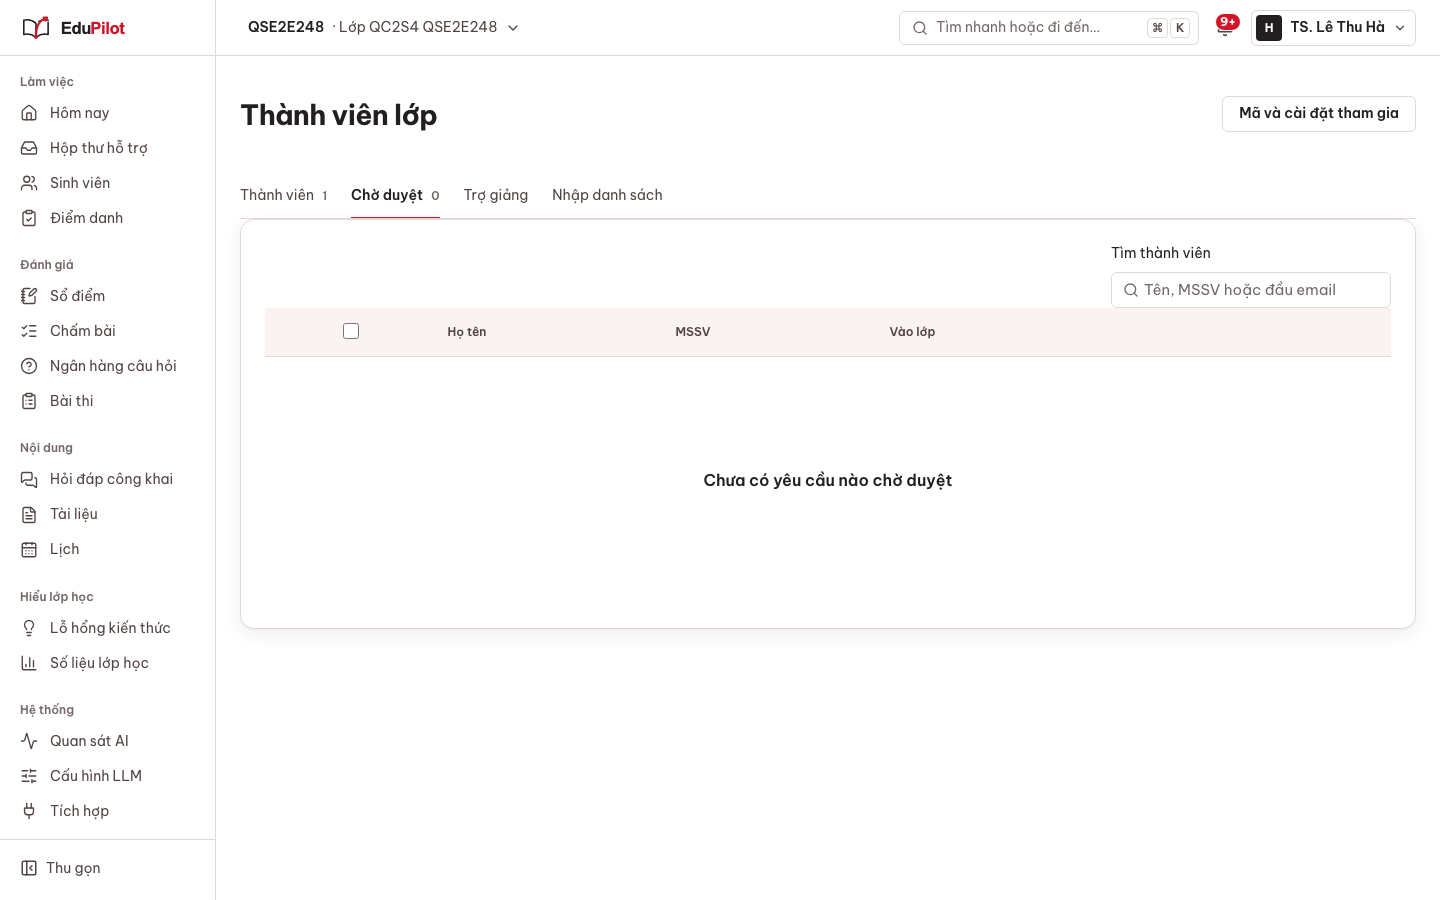 EduPilot
QSE2E248 · Lớp QC2S4 QSE2E248
Tìm nhanh hoặc đi đến...
⌘ K
9+
H TS. Lê Thu Hà
Làm việc
Hôm nay
Hộp thư hỗ trợ
Sinh viên
Điểm danh
Đánh giá
Sổ điểm
Chấm bài
Ngân hàng câu hỏi
Bài thi
Nội dung
Hỏi đáp công khai
Tài liệu
Lịch
Hiểu lớp học
Lỗ hổng kiến thức
Số liệu lớp học
Hệ thống
Quan sát AI
Cấu hình LLM
Tích hợp
Thu gọn
Thành viên lớp
Mã và cài đặt tham gia
Thành viên 1 Chờ duyệt 0 Trợ giảng Nhập danh sách
Tìm thành viên
Tên, MSSV hoặc đầu email
Họ tên MSSV Vào lớp
Chưa có yêu cầu nào chờ duyệt